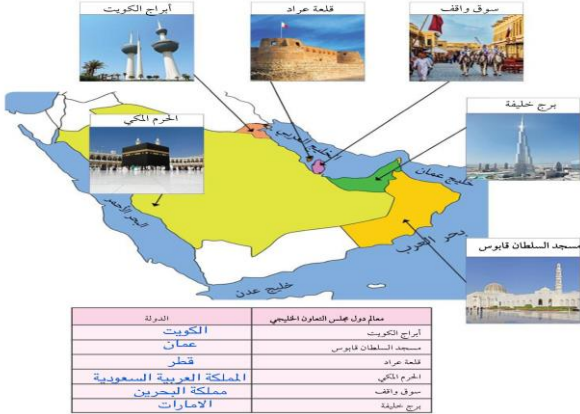 أبراج الكويت
قلعة عراد
سوق واقف
برج خليفة
الحرم المكي
الخليج العربي
خليج عمان
البحر الأحمر
بحر العرب
مسجد السلطان قابوس
خليج عدن
معالم دول مجلس التعاون الخليجي الدولة
أبراج الكويت الكويت
مسجد السلطان قابوس عمان
قلعة عراد قطر
الحرم المكي المملكة العربية السعودية
سوق واقف مملكة البحرين
برج خليفة الامارات